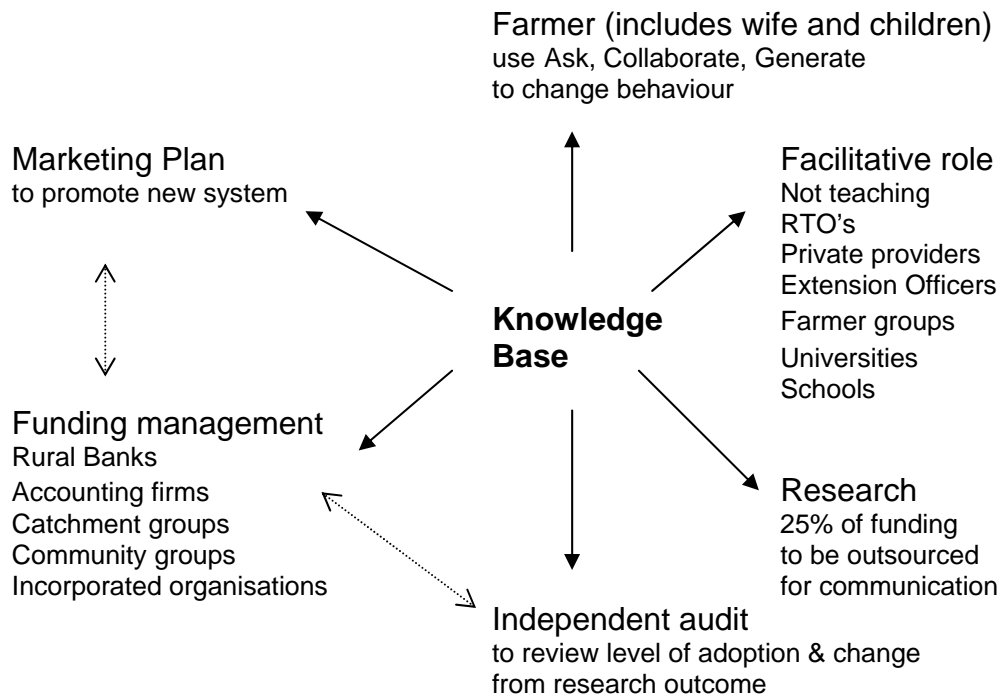 Farmer (includes wife and children)
use Ask, Collaborate, Generate
to change behaviour
Marketing Plan
to promote new system
Facilitative role
Not teaching
RTO's
Private providers
Extension Officers
Farmer groups
Universities
Schools
Knowledge
Base
Funding management
Rural Banks
Accounting firms
Catchment groups
Community groups
Incorporated organisations
Research
25% of funding
to be outsourced
for communication
Independent audit
to review level of adoption & change
from research outcome